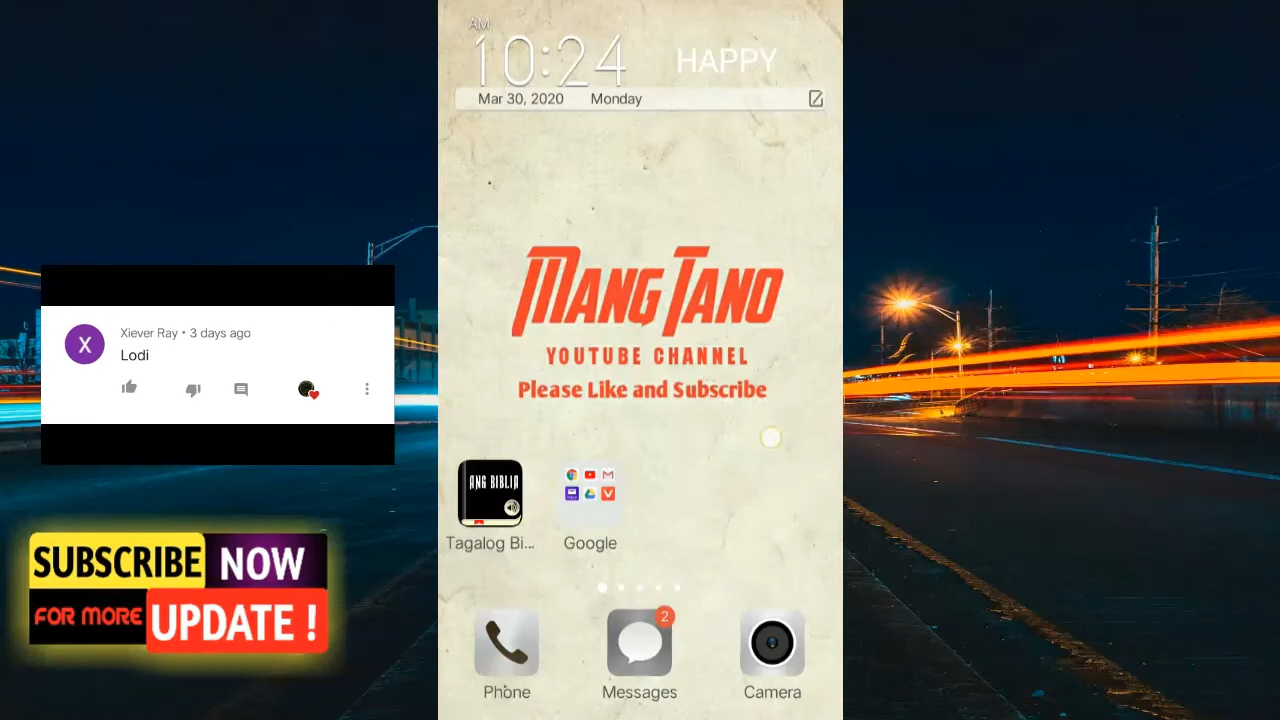 AM
10:24
HAPPY
Mar 30, 2020 Monday
MANG TANO
YOUTUBE CHANNEL
Please Like and Subscribe
X
Xiever Ray • 3 days ago
Lodi
ANG BIBLIA
Tagalog Bi...
Google
SUBSCRIBE NOW
FOR MORE UPDATE !
2
Phone
Messages
Camera